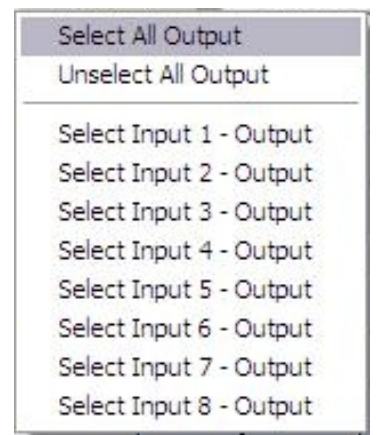 Select All Output
Unselect All Output
Select Input 1 - Output
Select Input 2 - Output
Select Input 3 - Output
Select Input 4 - Output
Select Input 5 - Output
Select Input 6 - Output
Select Input 7 - Output
Select Input 8 - Output